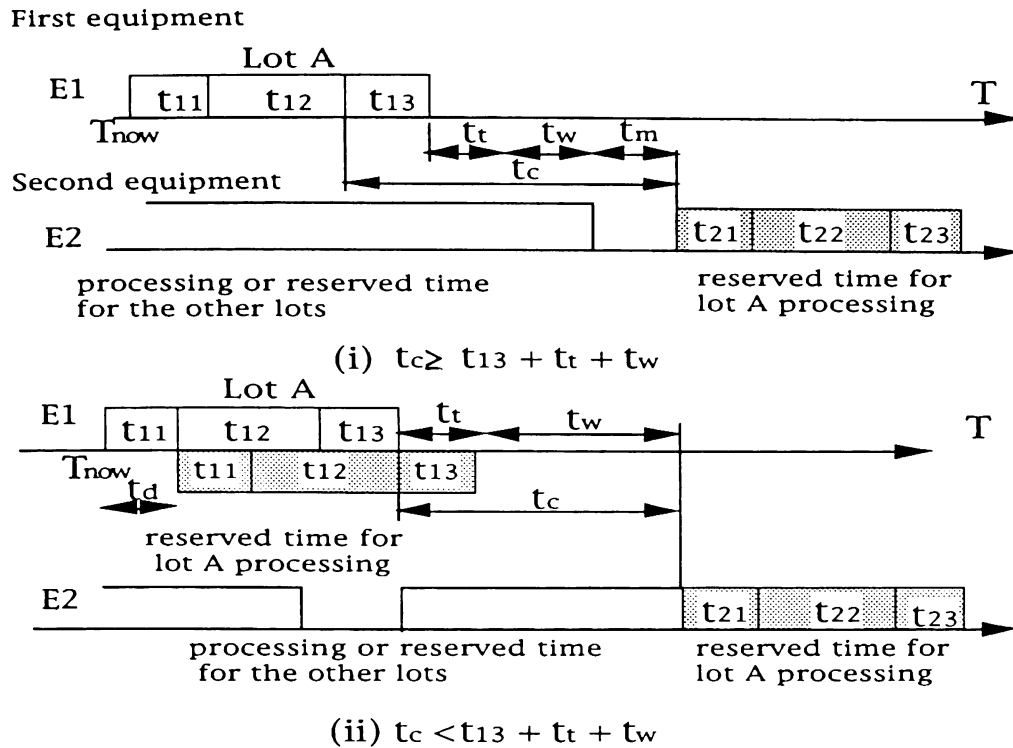 First equipment
Lot A
E1 t11 t12 t13 T
Tnow tt tw tm
tc
Second equipment
E2 t21 t22 t23
processing or reserved time
for the other lots
reserved time for
lot A processing
(i) tc≥ t13 + tt + tw
Lot A
E1 t11 t12 t13 tt tw T
Tnow t11 t12 t13
td tc
reserved time for
lot A processing
E2 t21 t22 t23
processing or reserved time
for the other lots
reserved time for
lot A processing
(ii) tc <t13 + tt + tw